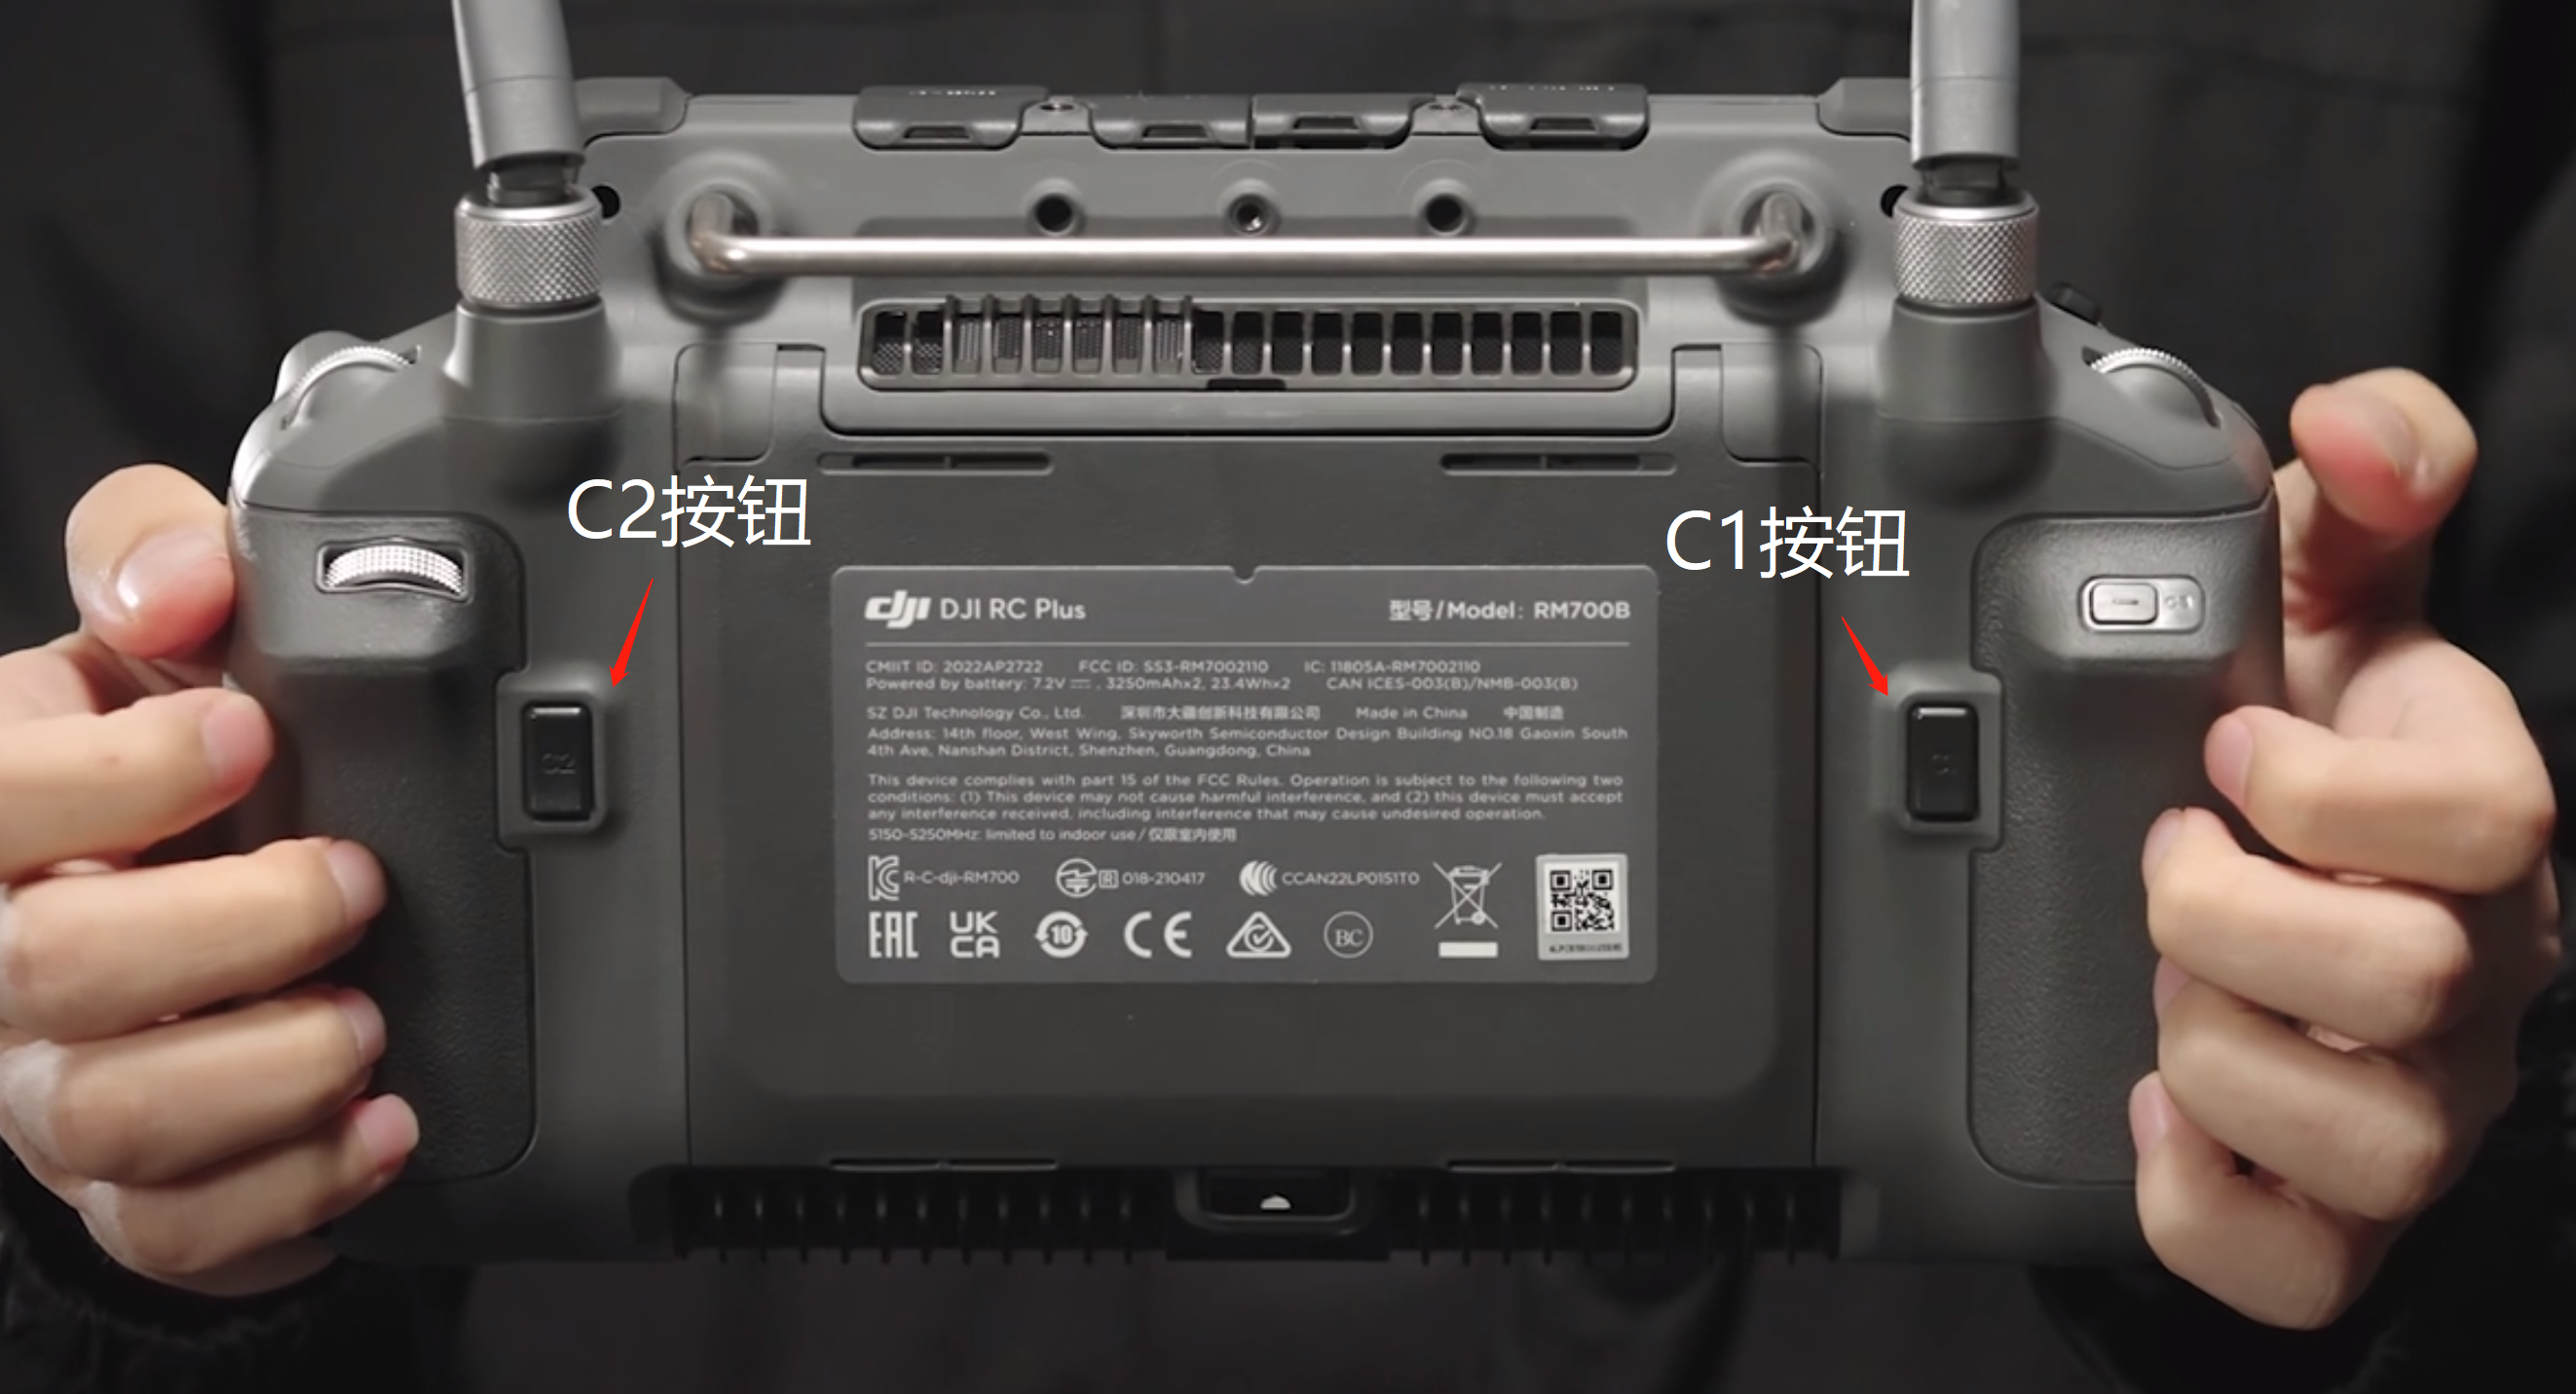 C2按钮
C1按钮
dji DJI RC Plus
型号/Model: RM700B
CMIIT ID: 2022AP2722 FCC ID: SS3-RM7002110 IC: 11805A-RM7002110
Powered by battery: 7.2V ⎓ , 3250mAhx2, 23.4Whx2 CAN ICES-003(B)/NMB-003(B)
SZ DJI Technology Co., Ltd. 深圳市大疆创新科技有限公司 Made in China 中国制造
Address: 14th floor, West Wing, Skyworth Semiconductor Design Building NO.18 Gaoxin South
4th Ave, Nanshan District, Shenzhen, Guangdong, China
This device complies with part 15 of the FCC Rules. Operation is subject to the following two
conditions: (1) This device may not cause harmful interference, and (2) this device must accept
any interference received, including interference that may cause undesired operation.
5150-5250MHz: limited to indoor use / 仅限室内使用
R-C-dji-RM700 R 018-210417 CCAN22LP0151T0
EAC UK CA 10 CE BC
C2
C1